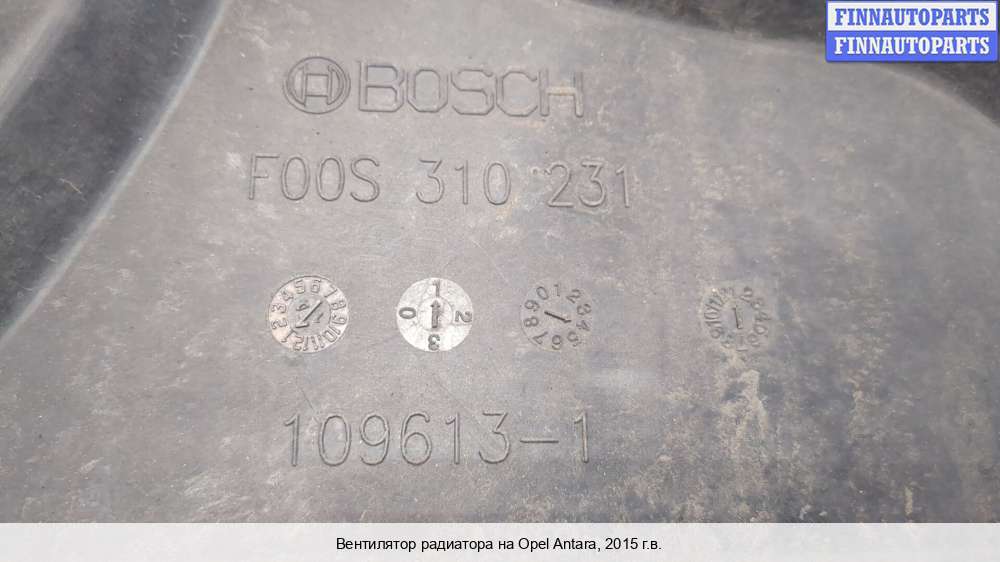 FINNAUTOPARTS
FINNAUTOPARTS
BOSCH
F00S 310 231
109613-1
Вентилятор радиатора на Opel Antara, 2015 г.в.